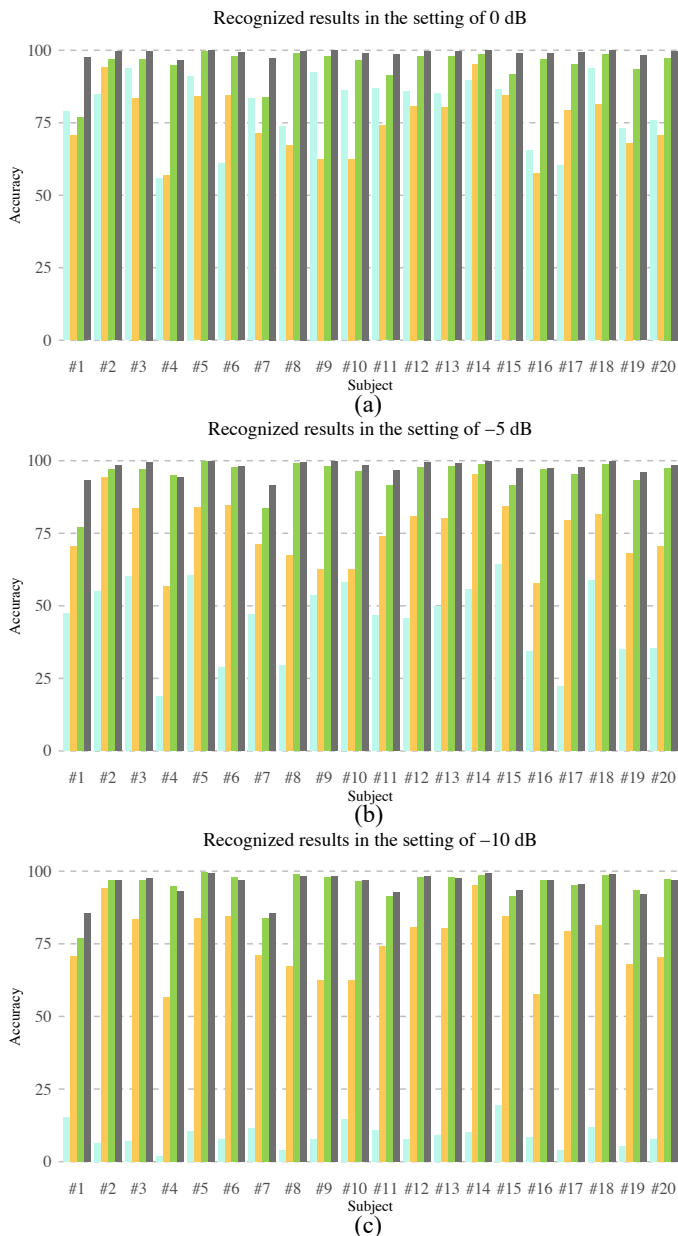 Recognized results in the setting of 0 dB
100
75
50
25
0
Accuracy
#1 #2 #3 #4 #5 #6 #7 #8 #9 #10 #11 #12 #13 #14 #15 #16 #17 #18 #19 #20
Subject
(a)
Recognized results in the setting of −5 dB
100
75
50
25
0
Accuracy
#1 #2 #3 #4 #5 #6 #7 #8 #9 #10 #11 #12 #13 #14 #15 #16 #17 #18 #19 #20
Subject
(b)
Recognized results in the setting of −10 dB
100
75
50
25
0
Accuracy
#1 #2 #3 #4 #5 #6 #7 #8 #9 #10 #11 #12 #13 #14 #15 #16 #17 #18 #19 #20
Subject
(c)